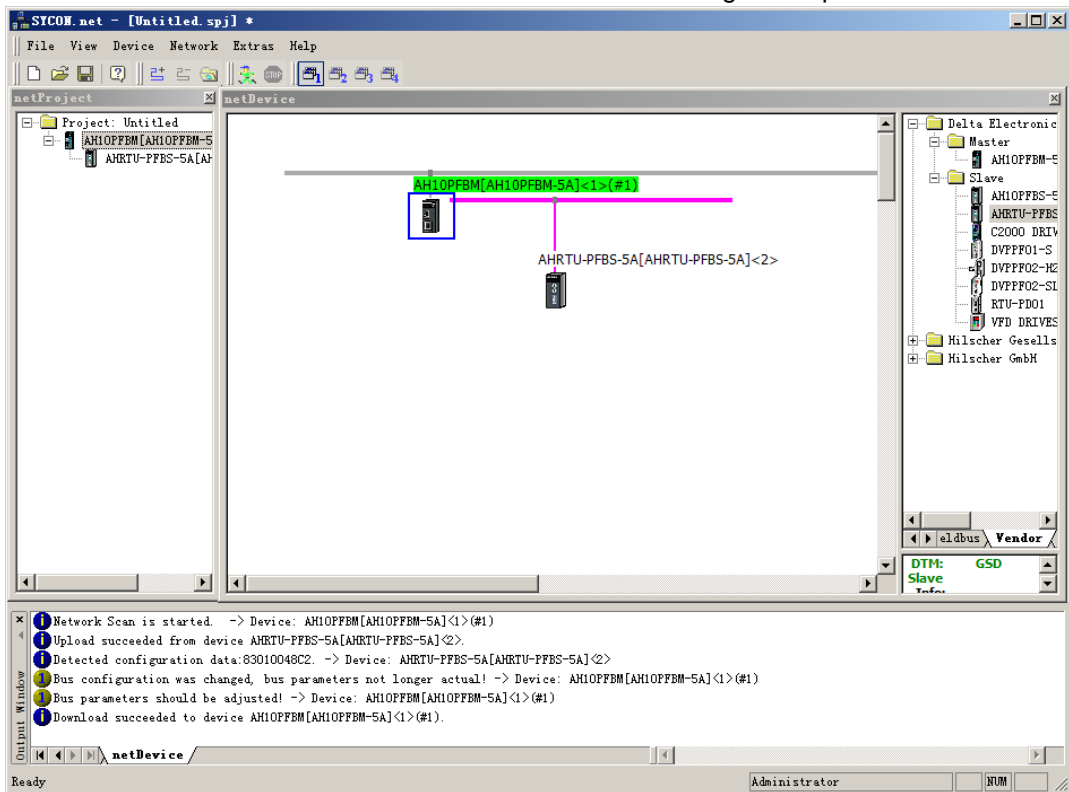 SYCON.net - [Untitled.spj] *
File View Device Network Extras Help
netProject
netDevice
Project: Untitled
AH10PFBM[AH10PFBM-5
AHRTU-PFBS-5A[AH
AH10PFBM[AH10PFBM-5A]<1>(#1)
AHRTU-PFBS-5A[AHRTU-PFBS-5A]<2>
Delta Electronic
Master
AH10PFBM-5
Slave
AH10PFBS-5
AHRTU-PFBS
C2000 DRIV
DVPPF01-S
DVPPF02-H2
DVPPF02-SL
RTU-PD01
VFD DRIVES
Hilscher Gesells
Hilscher GmbH
eldbus Vendor
DTM: GSD
Slave
Info:
Network Scan is started. -> Device: AH10PFBM[AH10PFBM-5A]<1>(#1)
Upload succeeded from device AHRTU-PFBS-5A[AHRTU-PFBS-5A]<2>.
Detected configuration data:83010048C2. -> Device: AHRTU-PFBS-5A[AHRTU-PFBS-5A]<2>
Bus configuration was changed, bus parameters not longer actual! -> Device: AH10PFBM[AH10PFBM-5A]<1>(#1)
Bus parameters should be adjusted! -> Device: AH10PFBM[AH10PFBM-5A]<1>(#1)
Download succeeded to device AH10PFBM[AH10PFBM-5A]<1>(#1).
Output Window
netDevice
Ready
Administrator
NUM